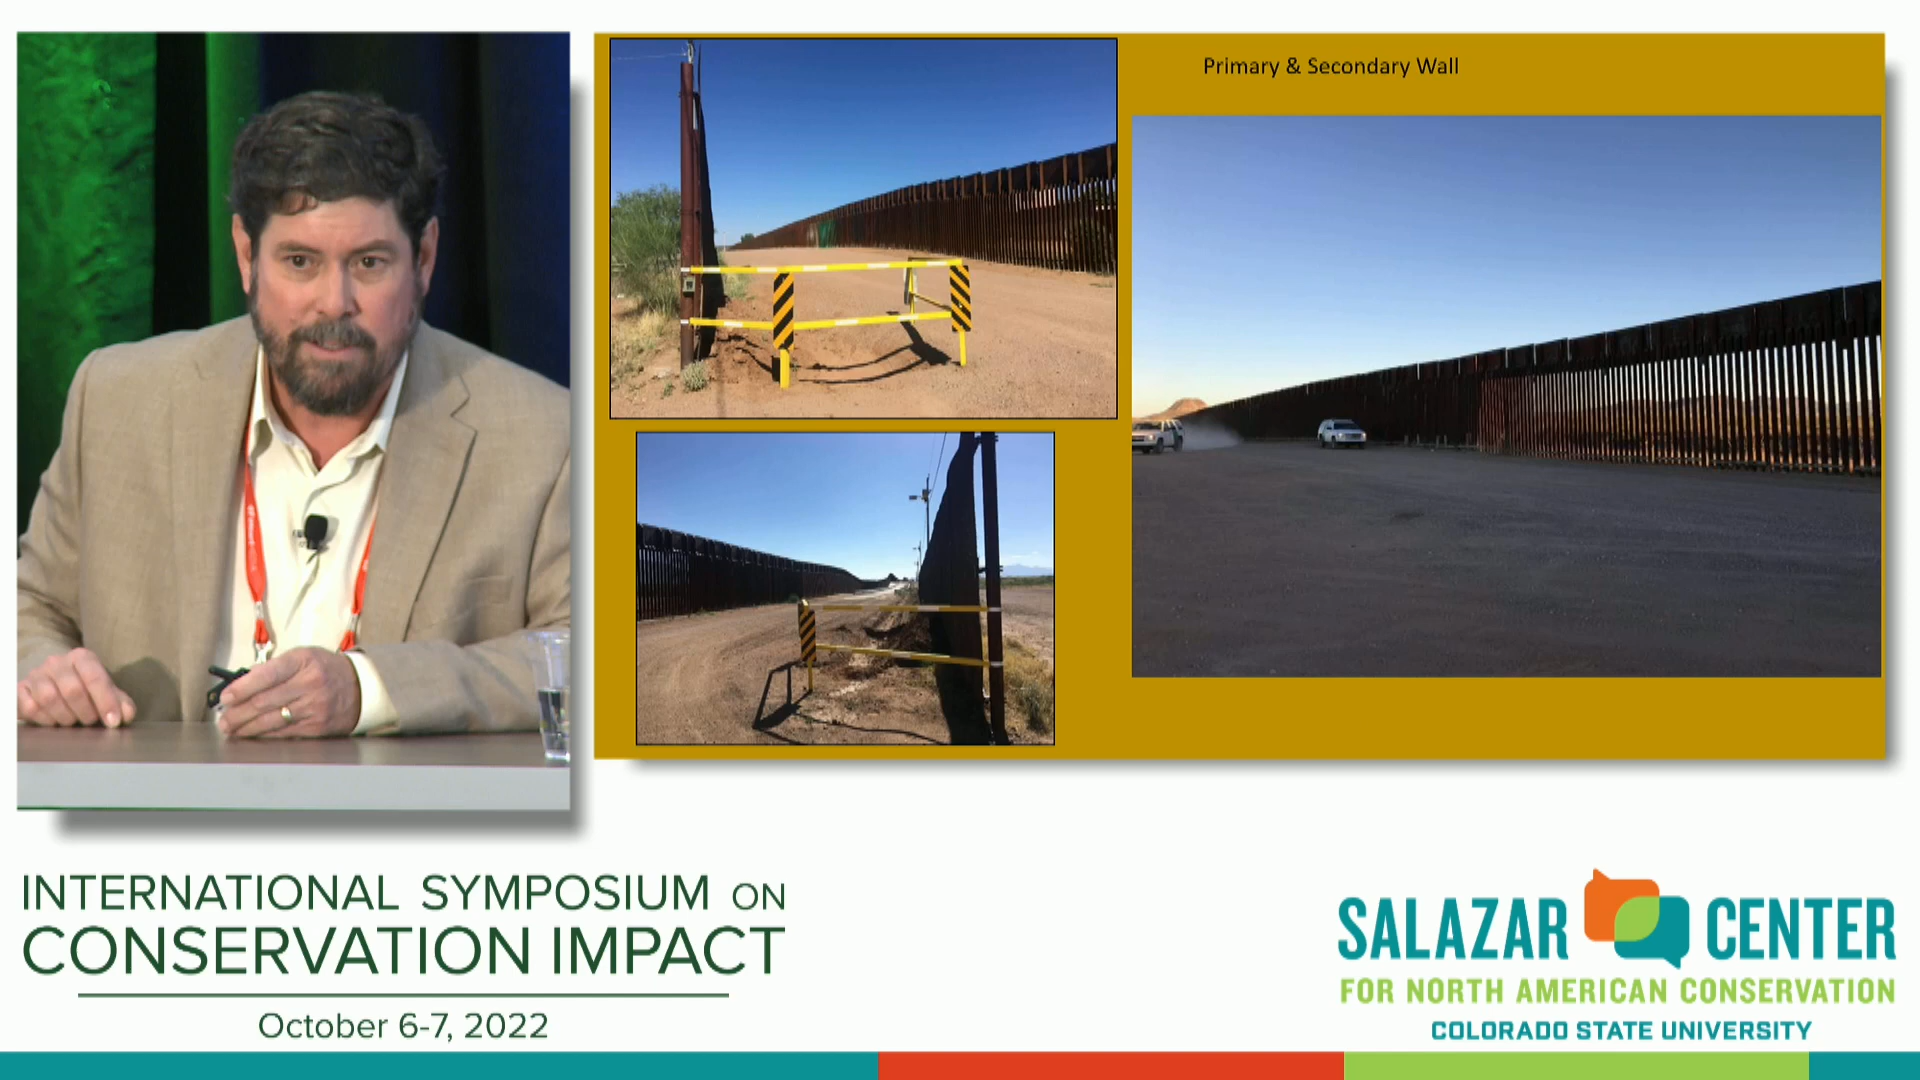 Primary & Secondary Wall
INTERNATIONAL SYMPOSIUM ON
CONSERVATION IMPACT
October 6-7, 2022
SALAZAR CENTER
FOR NORTH AMERICAN CONSERVATION
COLORADO STATE UNIVERSITY